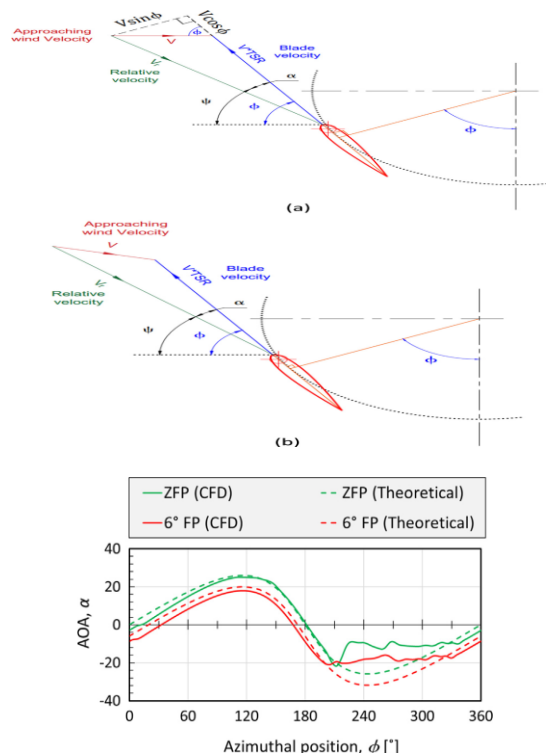 Vsinϕ
Vcosϕ
Approaching
wind Velocity
V
ϕ
Blade
velocity
V*TSR
Relative
velocity
Vr
α
ψ
ϕ
ϕ
(a)
Approaching
wind Velocity
V
V*TSR
Blade
velocity
Relative
velocity
Vr
α
ψ
ϕ
ϕ
(b)
ZFP (CFD) ZFP (Theoretical)
6° FP (CFD) 6° FP (Theoretical)
AOA, α
40
20
0
-20
-40
0 60 120 180 240 300 360
Azimuthal position, ϕ [°]